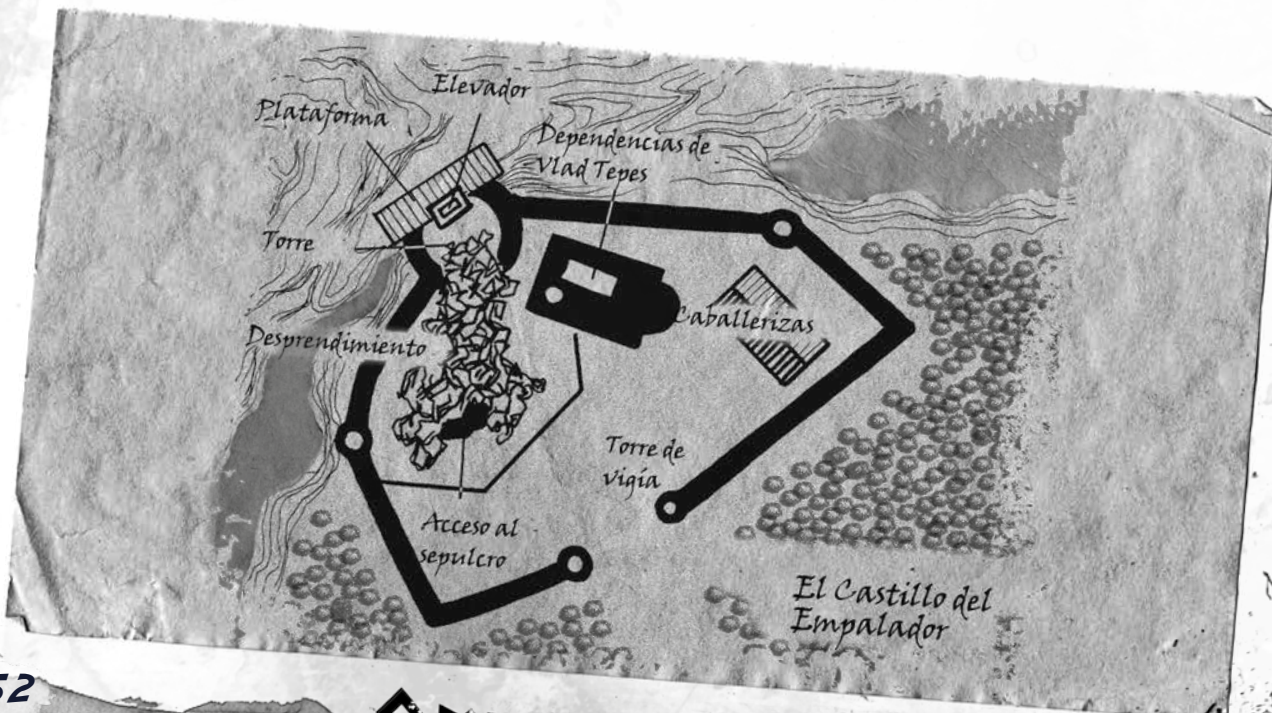 Elevador
Plataforma
Dependencias de
Vlad Tepes
Torre
Caballerizas
Desprendimiento
Torre de
vigía
Acceso al
sepulcro
El Castillo del
Empalador
52